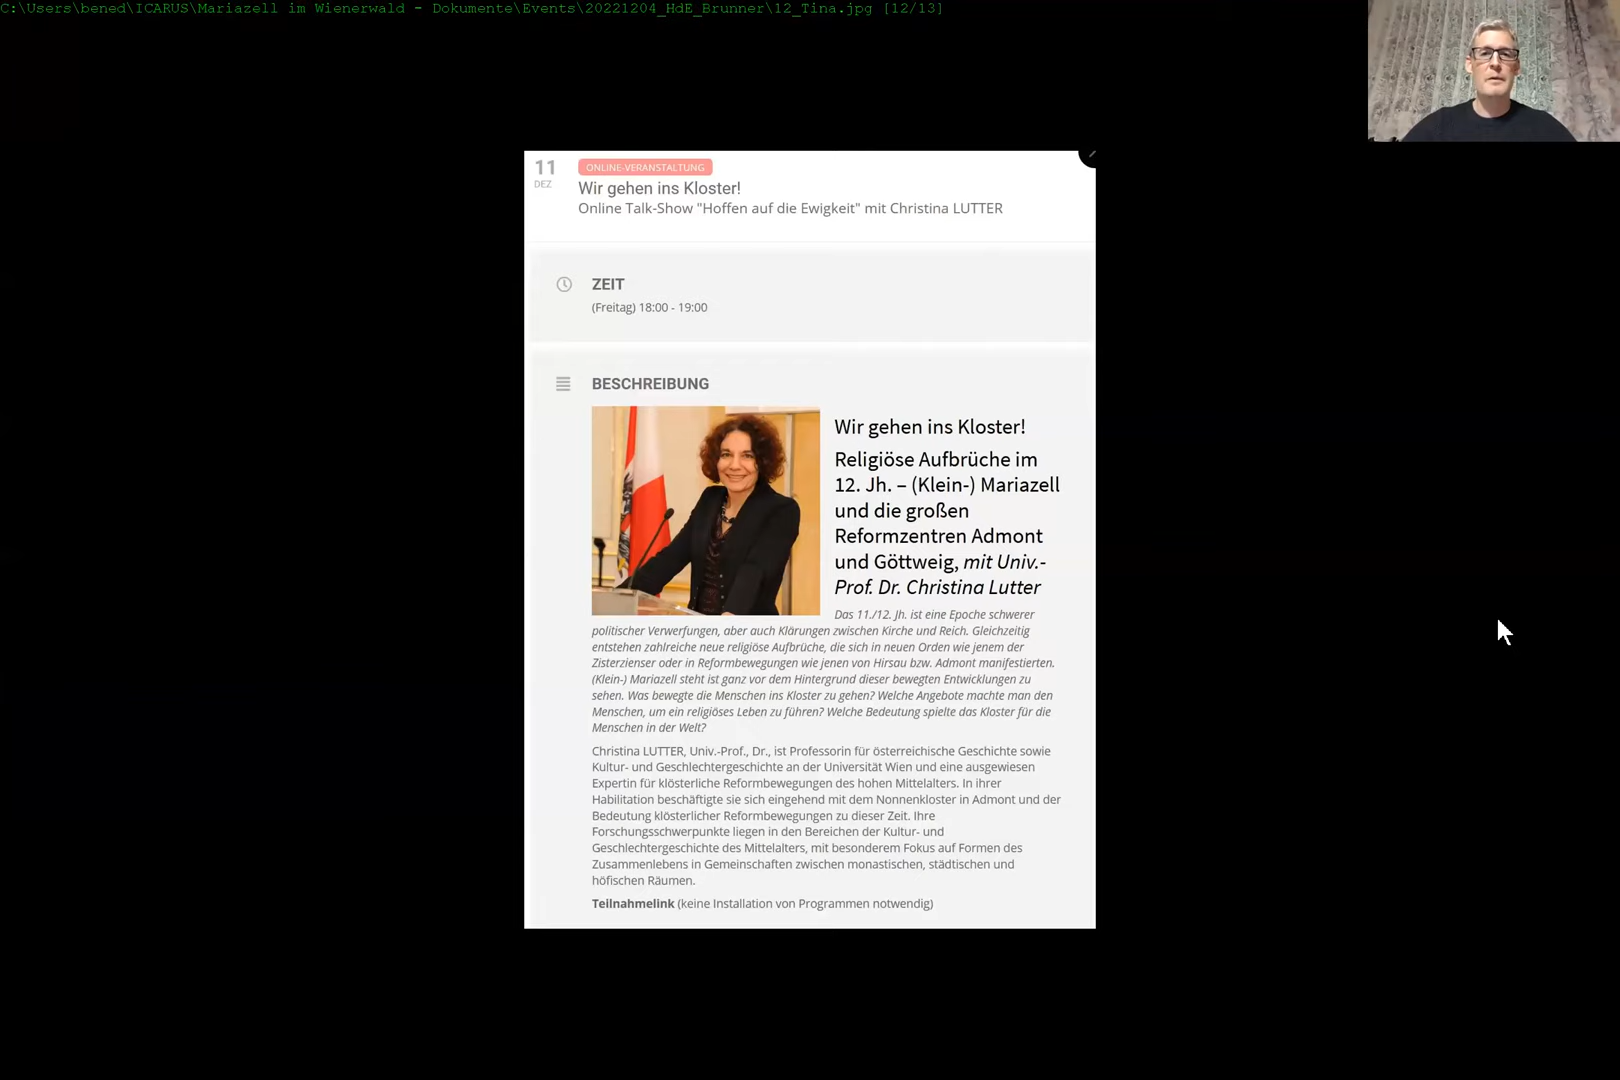 C:\Users\bened\ICARUS\Mariazell im Wienerwald - Dokumente\Events\20221204_HdE_Brunner\12_Tina.jpg [12/13]
11
DEZ
ONLINE-VERANSTALTUNG
Wir gehen ins Kloster!
Online Talk-Show "Hoffen auf die Ewigkeit" mit Christina LUTTER
ZEIT
(Freitag) 18:00 - 19:00
BESCHREIBUNG
Wir gehen ins Kloster!
Religiöse Aufbrüche im
12. Jh. – (Klein-) Mariazell
und die großen
Reformzentren Admont
und Göttweig, mit Univ.-
Prof. Dr. Christina Lutter
Das 11./12. Jh. ist eine Epoche schwerer
politischer Verwerfungen, aber auch Klärungen zwischen Kirche und Reich. Gleichzeitig
entstehen zahlreiche neue religiöse Aufbrüche, die sich in neuen Orden wie jenem der
Zisterzienser oder in Reformbewegungen wie jenen von Hirsau bzw. Admont manifestierten.
(Klein-) Mariazell steht ist ganz vor dem Hintergrund dieser bewegten Entwicklungen zu
sehen. Was bewegte die Menschen ins Kloster zu gehen? Welche Angebote machte man den
Menschen, um ein religiöses Leben zu führen? Welche Bedeutung spielte das Kloster für die
Menschen in der Welt?
Christina LUTTER, Univ.-Prof., Dr., ist Professorin für österreichische Geschichte sowie
Kultur- und Geschlechtergeschichte an der Universität Wien und eine ausgewiesen
Expertin für klösterliche Reformbewegungen des hohen Mittelalters. In ihrer
Habilitation beschäftigte sie sich eingehend mit dem Nonnenkloster in Admont und der
Bedeutung klösterlicher Reformbewegungen zu dieser Zeit. Ihre
Forschungsschwerpunkte liegen in den Bereichen der Kultur- und
Geschlechtergeschichte des Mittelalters, mit besonderem Fokus auf Formen des
Zusammenlebens in Gemeinschaften zwischen monastischen, städtischen und
höfischen Räumen.
Teilnahmelink (keine Installation von Programmen notwendig)